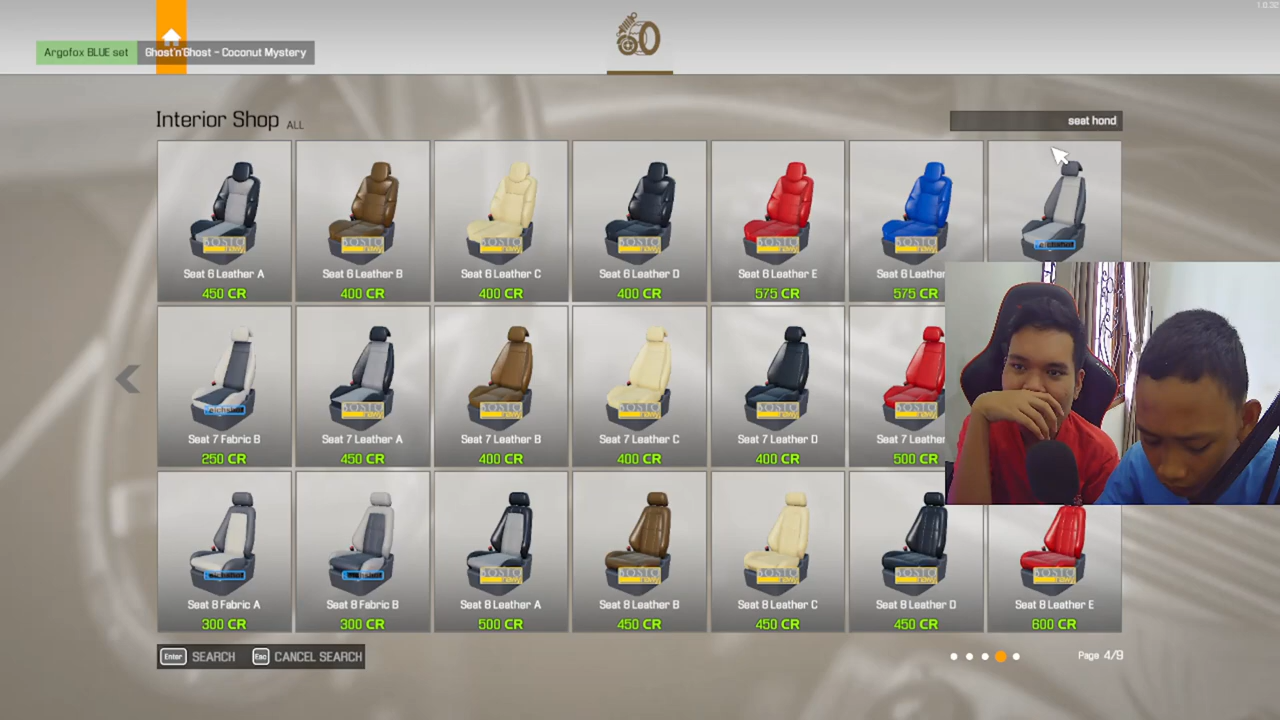 1.0.32
Argofox BLUE set Ghost'n'Ghost - Coconut Mystery
Interior Shop ALL
seat hond
Seat 6 Leather A
450 CR
Seat 6 Leather B
400 CR
Seat 6 Leather C
400 CR
Seat 6 Leather D
400 CR
Seat 6 Leather E
575 CR
Seat 6 Leather
575 CR
Seat 7 Fabric B
250 CR
Seat 7 Leather A
450 CR
Seat 7 Leather B
400 CR
Seat 7 Leather C
400 CR
Seat 7 Leather D
400 CR
Seat 7 Leather
500 CR
Seat 8 Fabric A
300 CR
Seat 8 Fabric B
300 CR
Seat 8 Leather A
500 CR
Seat 8 Leather B
450 CR
Seat 8 Leather C
450 CR
Seat 8 Leather D
450 CR
Seat 8 Leather E
600 CR
Enter SEARCH Esc CANCEL SEARCH
Page 4/9